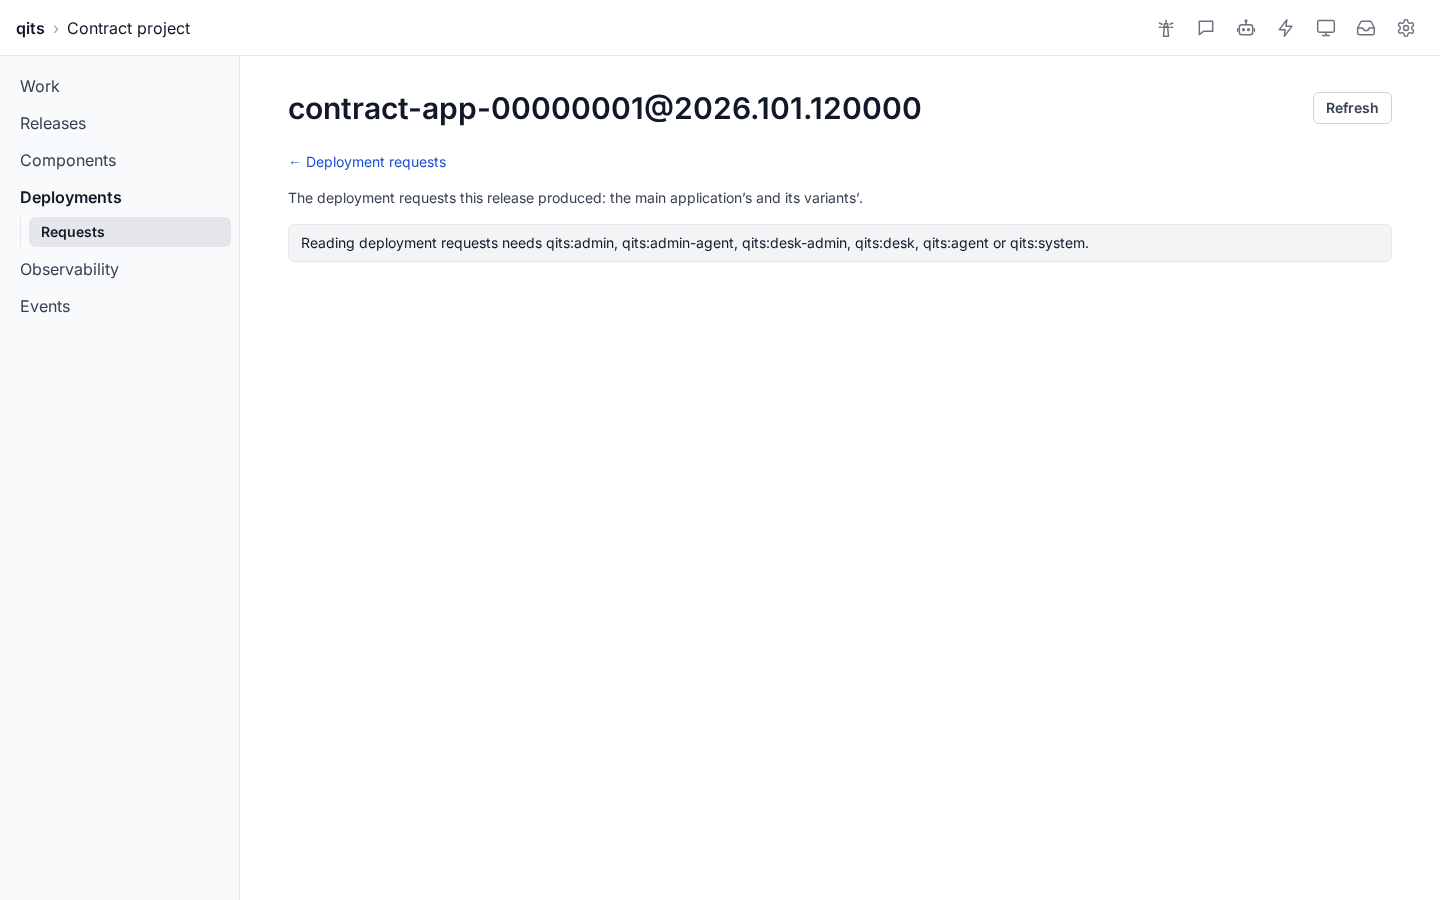 qits › Contract project
Work
Releases
Components
Deployments
Requests
Observability
Events
contract-app-00000001@2026.101.120000
Refresh
← Deployment requests
The deployment requests this release produced: the main application’s and its variants’.
Reading deployment requests needs qits:admin, qits:admin-agent, qits:desk-admin, qits:desk, qits:agent or qits:system.